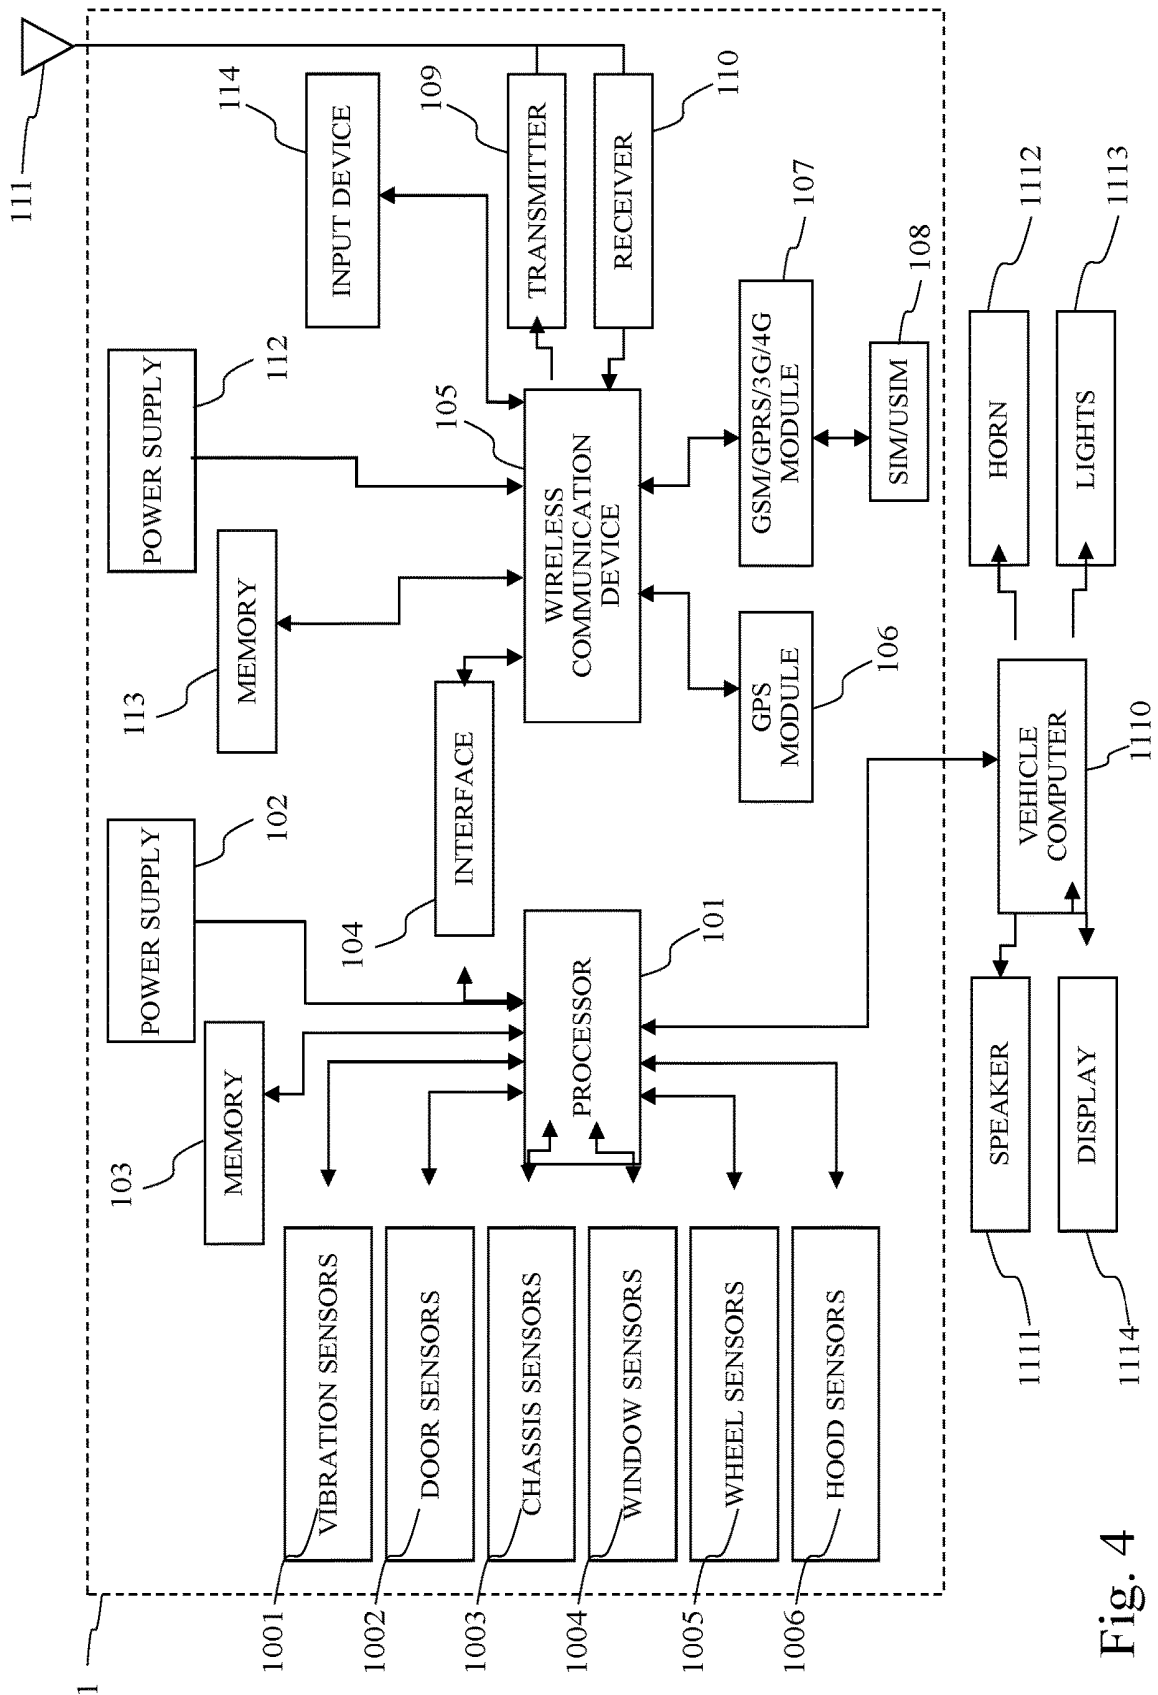 1
1001
VIBRATION SENSORS
1002
DOOR SENSORS
1003
CHASSIS SENSORS
1004
WINDOW SENSORS
1005
WHEEL SENSORS
1006
HOOD SENSORS
103
MEMORY
POWER SUPPLY
102
104
INTERFACE
PROCESSOR
101
113
MEMORY
POWER SUPPLY
112
105
WIRELESS
COMMUNICATION
DEVICE
GPS
MODULE
106
GSM/GPRS/3G/4G
MODULE
107
SIM/USIM
108
INPUT DEVICE
114
TRANSMITTER
109
RECEIVER
110
111
1111
SPEAKER
1114
DISPLAY
VEHICLE
COMPUTER
1110
HORN
1112
LIGHTS
1113
Fig. 4